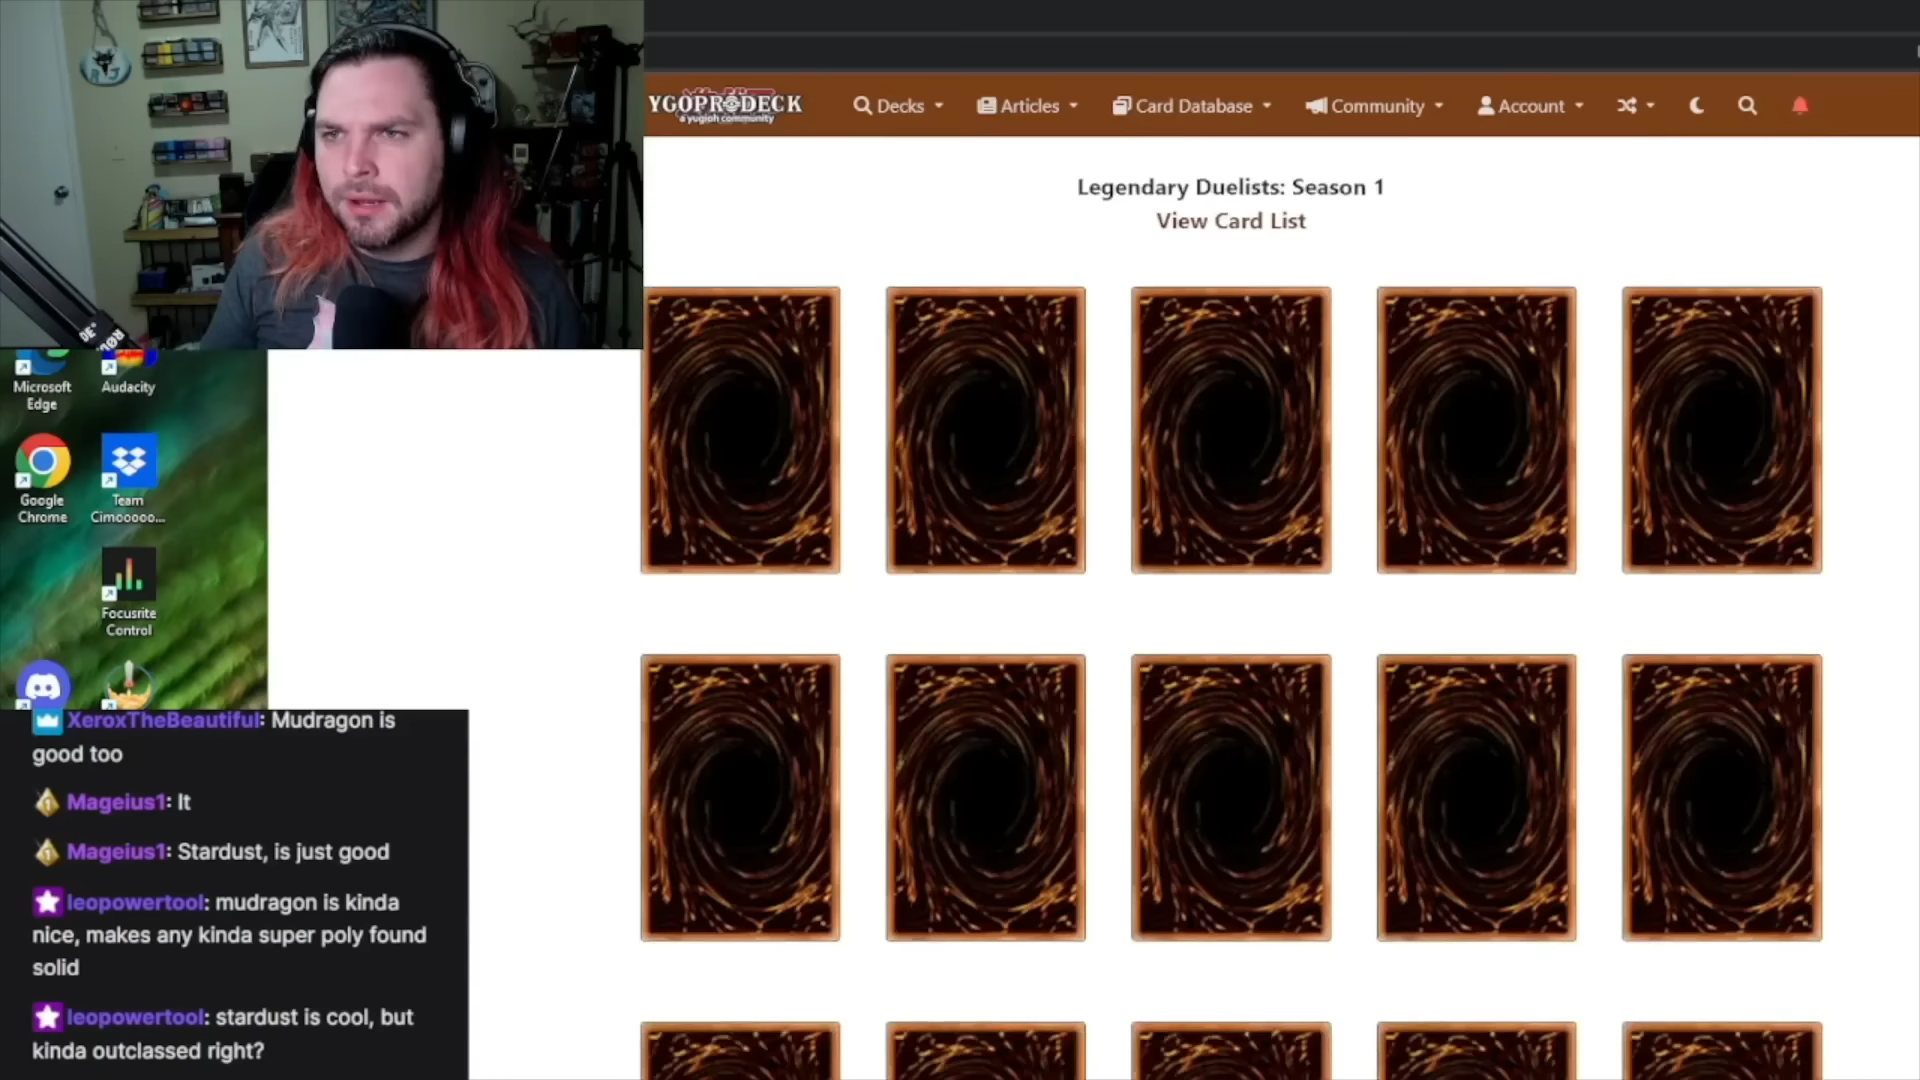 YGOPRODECK
a yugioh community
Decks
Articles
Card Database
Community
Account
Legendary Duelists: Season 1
View Card List
Microsoft
Edge
Audacity
Google
Chrome
Team
Cimooooo...
Focusrite
Control
XeroxTheBeautiful: Mudragon is
good too
Mageius1: It
Mageius1: Stardust, is just good
leopowertool: mudragon is kinda
nice, makes any kinda super poly found
solid
leopowertool: stardust is cool, but
kinda outclassed right?